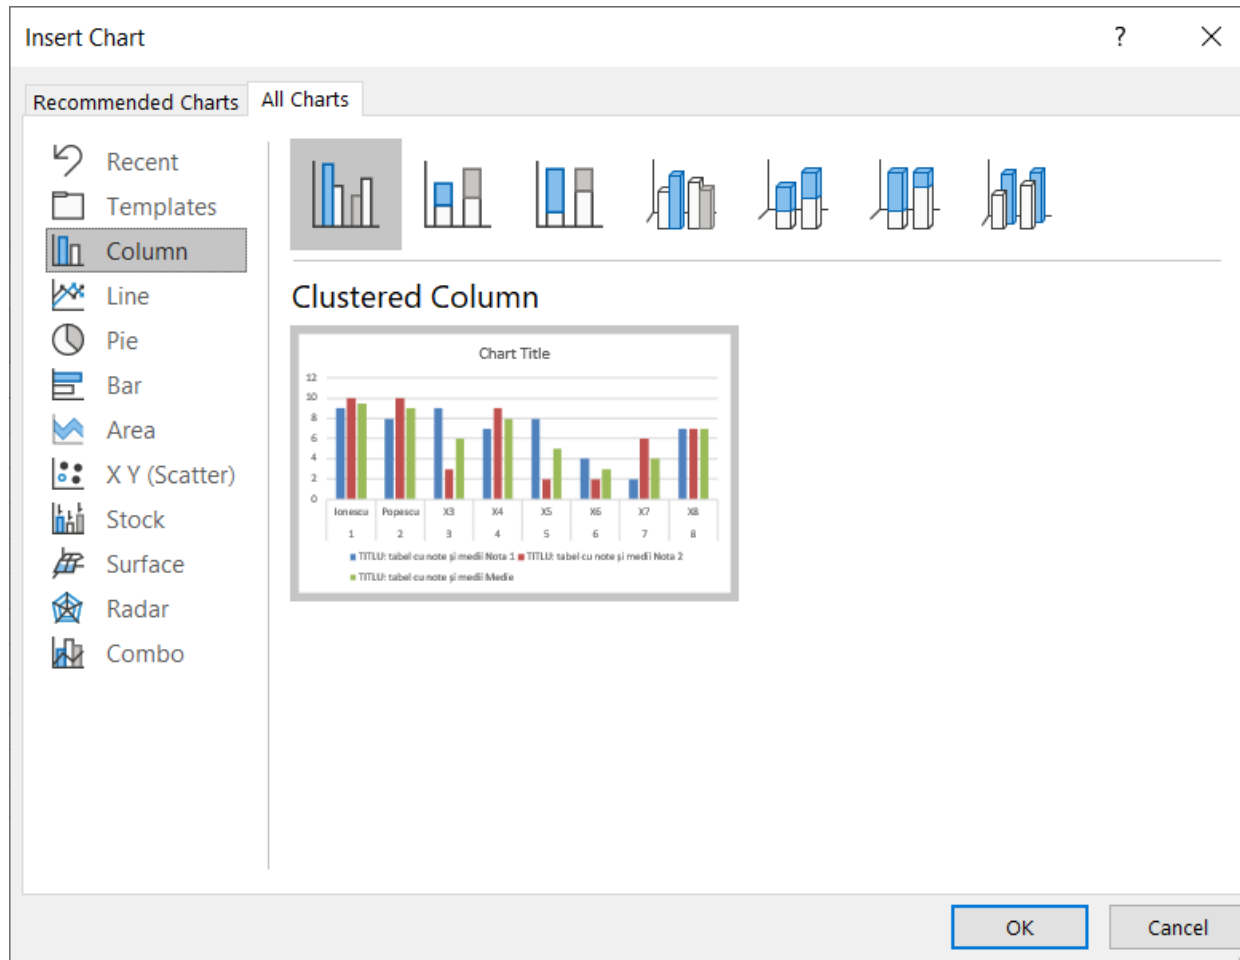 Insert Chart
?
Recommended Charts
All Charts
Recent
Templates
Column
Line
Pie
Bar
Area
X Y (Scatter)
Stock
Surface
Radar
Combo
Clustered Column
Chart Title
12
10
8
6
4
2
0
Ionescu Popescu X3 X4 X5 X6 X7 X8
1 2 3 4 5 6 7 8
TITLU: tabel cu note și medii Nota 1 TITLU: tabel cu note și medii Nota 2
TITLU: tabel cu note și medii Medie
OK
Cancel